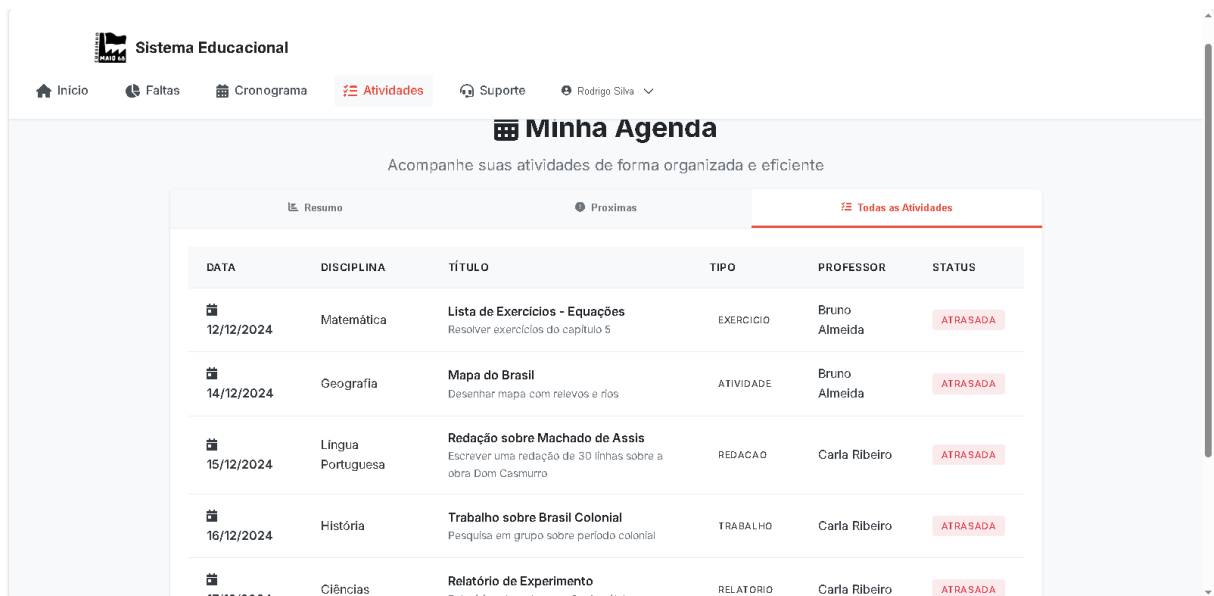 CURSINHO
MAIO 68
Sistema Educacional
Início Faltas Cronograma Atividades Suporte Rodrigo Silva
Minha Agenda
Acompanhe suas atividades de forma organizada e eficiente
Resumo Proximas Todas as Atividades
DATA DISCIPLINA TÍTULO TIPO PROFESSOR STATUS
12/12/2024 Matemática Lista de Exercícios - Equações EXERCICIO Bruno Almeida ATRASADA
Resolver exercícios do capítulo 5
14/12/2024 Geografia Mapa do Brasil ATIVIDADE Bruno Almeida ATRASADA
Desenhar mapa com relevos e rios
15/12/2024 Língua Portuguesa Redação sobre Machado de Assis REDACAO Carla Ribeiro ATRASADA
Escrever uma redação de 30 linhas sobre a
obra Dom Casmurro
16/12/2024 História Trabalho sobre Brasil Colonial TRABALHO Carla Ribeiro ATRASADA
Pesquisa em grupo sobre período colonial
Ciências Relatório de Experimento RELATORIO Carla Ribeiro ATRASADA